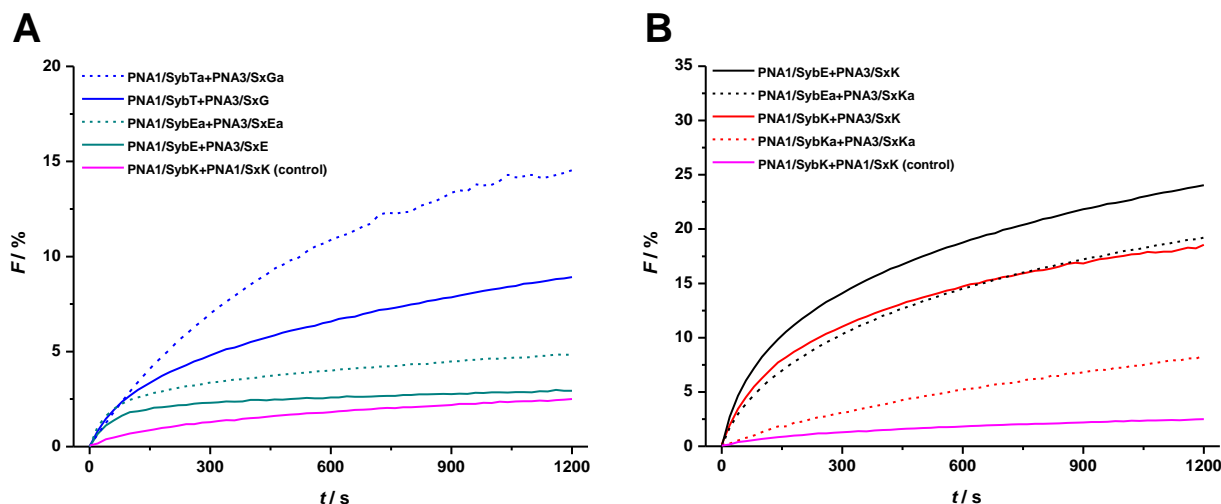 A
20
15
10
5
0
F / %
PNA1/SybTa+PNA3/SxGa
PNA1/SybT+PNA3/SxG
PNA1/SybEa+PNA3/SxEa
PNA1/SybE+PNA3/SxE
PNA1/SybK+PNA1/SxK (control)
0 300 600 900 1200
t / s
B
35
30
25
20
15
10
5
0
F / %
PNA1/SybE+PNA3/SxK
PNA1/SybEa+PNA3/SxKa
PNA1/SybK+PNA3/SxK
PNA1/SybKa+PNA3/SxKa
PNA1/SybK+PNA1/SxK (control)
0 300 600 900 1200
t / s